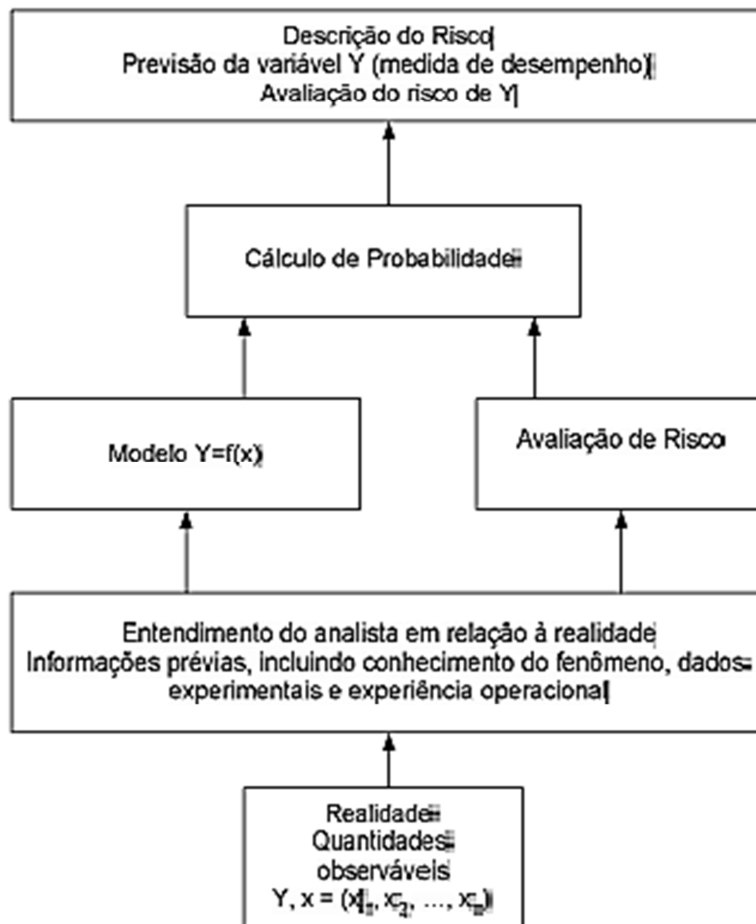 Descrição do Risco
Previsão da variável Y (medida de desempenho)
Avaliação do risco de Y
Cálculo de Probabilidade
Modelo Y=f(x)
Avaliação de Risco
Entendimento do analista em relação à realidade
Informações prévias, incluindo conhecimento do fenômeno, dados
experimentais e experiência operacional
Realidade
Quantidades
observáveis
Y, x = (x